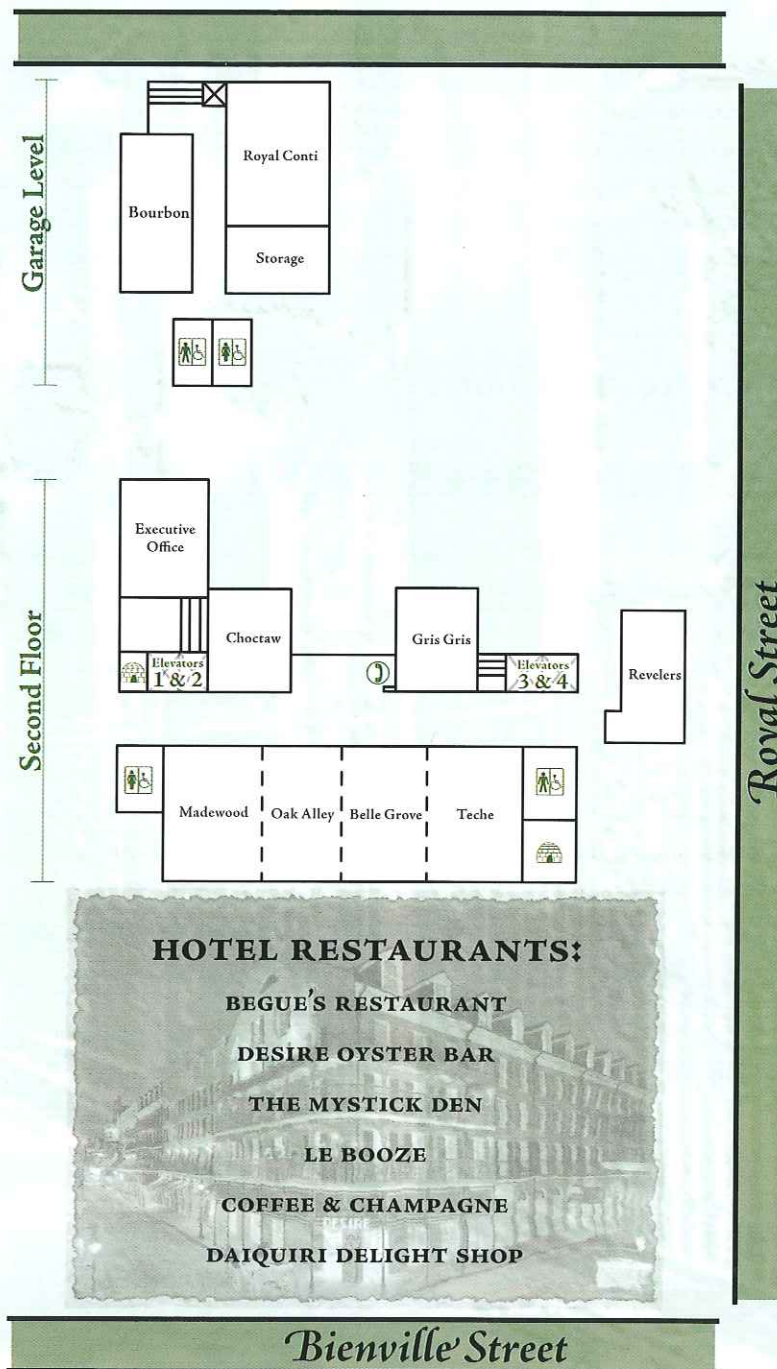 Garage Level
Royal Conti
Bourbon
Storage
Second Floor
Executive
Office
Choctaw
Gris Gris
Elevators
1 & 2
Elevators
3 & 4
Revelers
Royal Street
Madewood
Oak Alley
Belle Grove
Teche
HOTEL RESTAURANTS:
BEGUE'S RESTAURANT
DESIRE OYSTER BAR
THE MYSTICK DEN
LE BOOZE
COFFEE & CHAMPAGNE
DESIRE
DAIQUIRI DELIGHT SHOP
Bienville Street